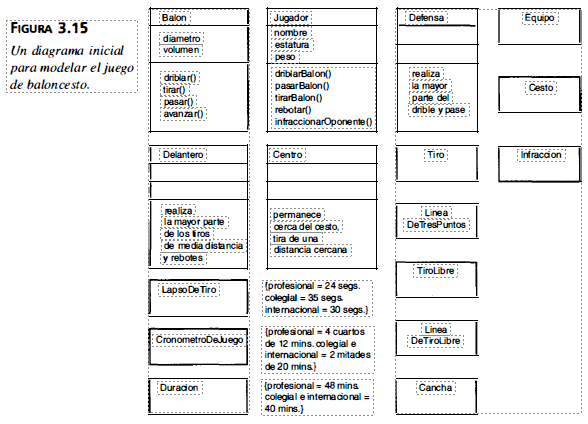 FIGURA 3.15
Un diagrama inicial
para modelar el juego
de baloncesto.
Balon
diametro
volumen
driblar()
tirar()
pasar()
avanzar()
Jugador
nombre
estatura
peso
driblarBalon()
pasarBalon()
tirarBalon()
rebotar()
infraccionarOponente()
Defensa
realiza
la mayor
parte del
drible y pase
Equipo
Cesto
Delantero
realiza
la mayor parte
de los tiros
de media distancia
y rebotes
Centro
permanece
cerca del cesto,
tira de una
distancia cercana
Tiro
Infraccion
Linea
DeTresPuntos
LapsoDeTiro
{profesional = 24 segs.
colegial = 35 segs.
internacional = 30 segs.}
TiroLibre
CronometroDeJuego
{profesional = 4 cuartos
de 12 mins. colegial e
internacional = 2 mitades
de 20 mins.}
Linea
DeTiroLibre
Duracion
{profesional = 48 mins.
colegial e internacional =
40 mins.}
Cancha